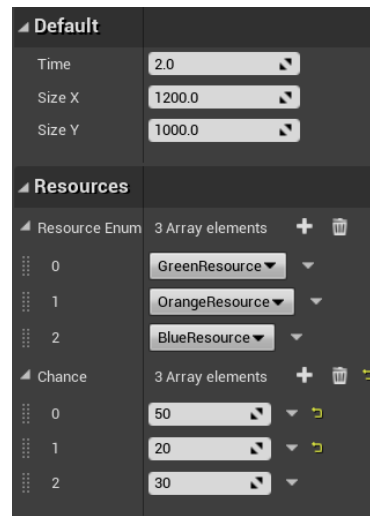 Default
Time 2.0
Size X 1200.0
Size Y 1000.0
Resources
Resource Enum 3 Array elements
0 GreenResource
1 OrangeResource
2 BlueResource
Chance 3 Array elements
0 50
1 20
2 30